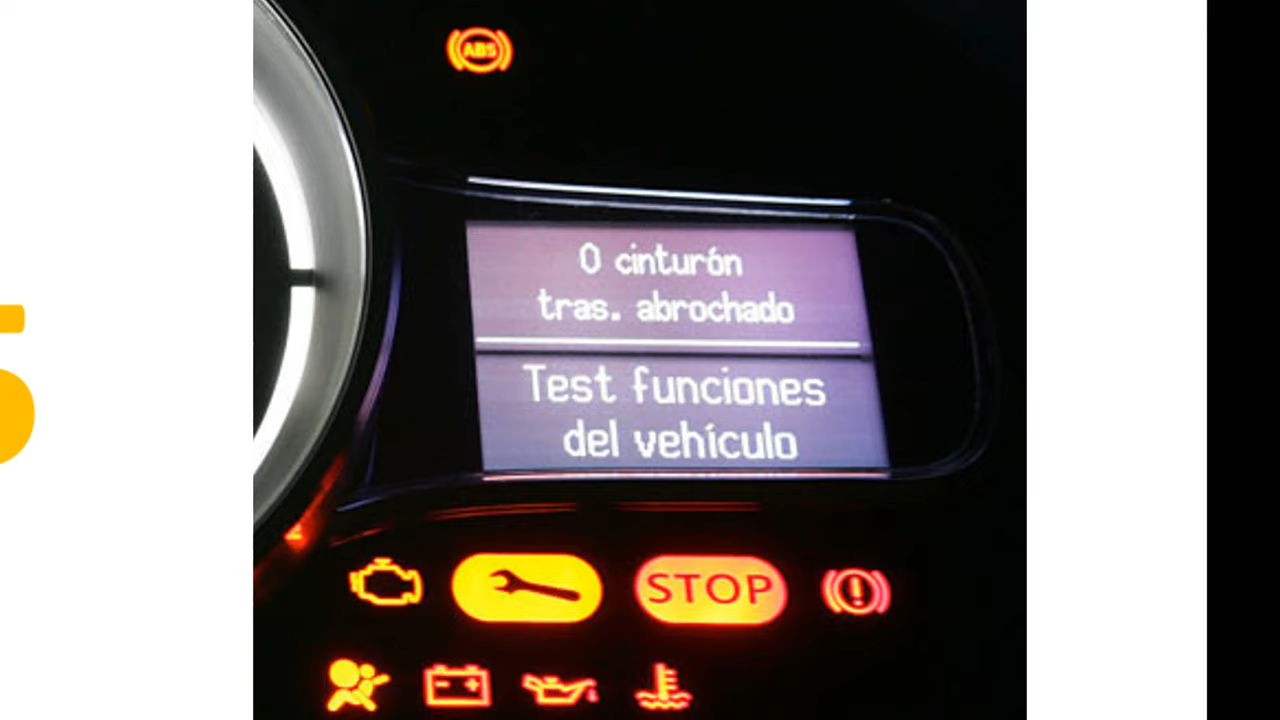 ABS
0 cinturón
tras. abrochado
Test funciones
del vehículo
STOP